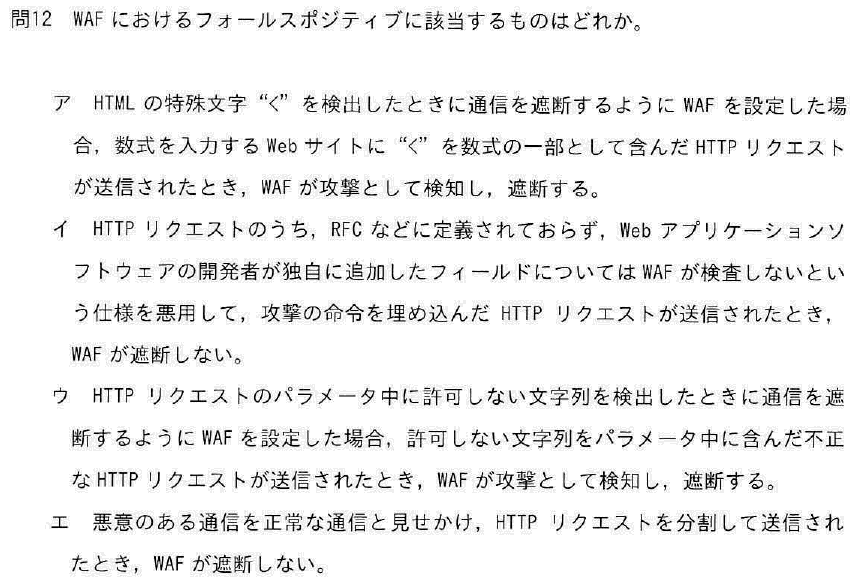 問12 WAF におけるフォールスポジティブに該当するものはどれか。
ア HTML の特殊文字“<”を検出したときに通信を遮断するように WAF を設定した場
合，数式を入力する Web サイトに“<”を数式の一部として含んだ HTTP リクエスト
が送信されたとき，WAF が攻撃として検知し，遮断する。
イ HTTP リクエストのうち，RFC などに定義されておらず，Web アプリケーションソ
フトウェアの開発者が独自に追加したフィールドについては WAF が検査しないとい
う仕様を悪用して，攻撃の命令を埋め込んだ HTTP リクエストが送信されたとき，
WAF が遮断しない。
ウ HTTP リクエストのパラメータ中に許可しない文字列を検出したときに通信を遮
断するように WAF を設定した場合，許可しない文字列をパラメータ中に含んだ不正
な HTTP リクエストが送信されたとき，WAF が攻撃として検知し，遮断する。
エ 悪意のある通信を正常な通信と見せかけ，HTTP リクエストを分割して送信され
たとき，WAF が遮断しない。